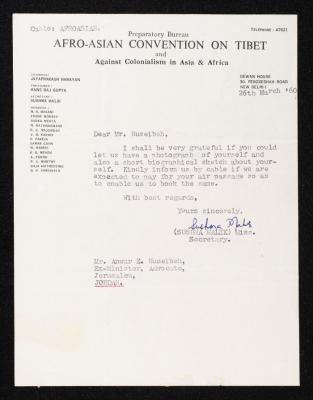 Cable: AFROASIAN.
TELEPHONE : 47621
Preparatory Bureau
AFRO-ASIAN CONVENTION ON TIBET
and
Against Colonialism in Asia & Africa
JAYAPRAKASH NARAYAN
HANS RAJ GUPTA
SECRETARY :
SUSHMA MALIK
MEMBERS :
DEWAN HOUSE
30, FEROZESHAH ROAD
NEW DELHI-1
26th March '60
Dear Mr. Nuseibeh,
I shall be very grateful if you could
let us have a photograph of yourself and
also a short biographical sketch about your-
self. Kindly inform us by cable if we are
expected to pay for your air passage so as
to enable us to book the same.
With best regards,
Yours sincerely,
(SUSHMA MALIK) Miss.
Secretary.
Mr. Anwar Z. Nuseibeh,
Ex-Minister, Advocate,
Jerusalem,
JORDAN.